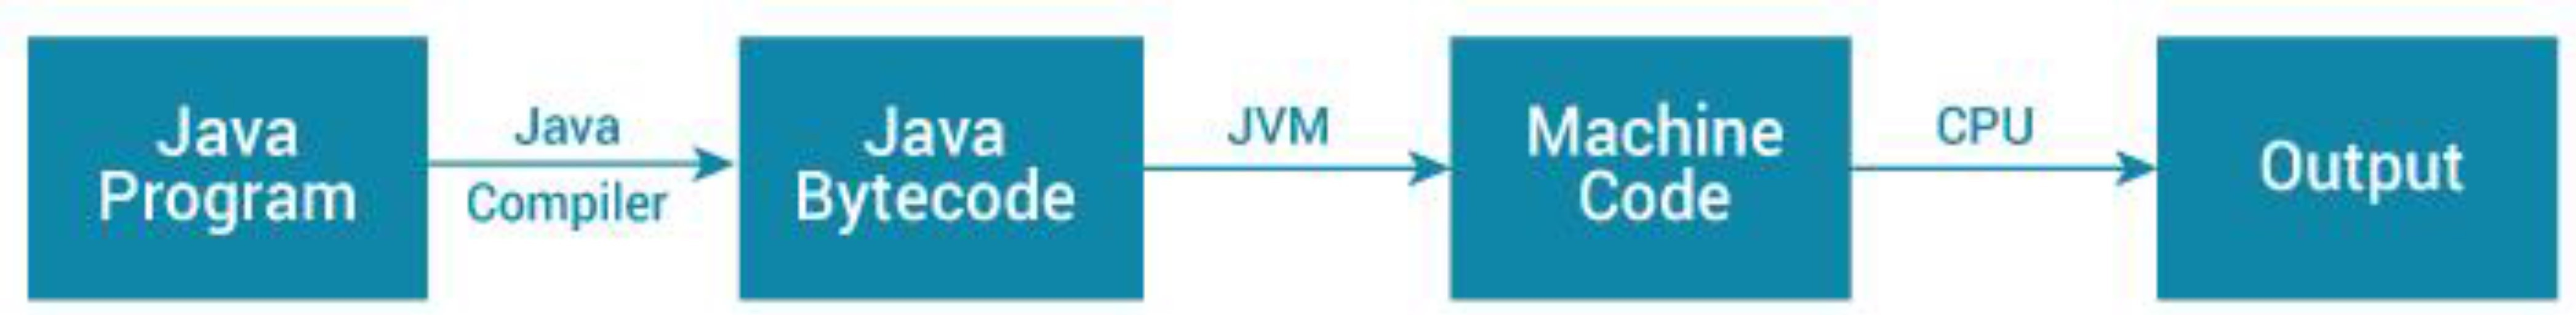 Java
Program
Java
Compiler
Java
Bytecode
JVM
Machine
Code
CPU
Output